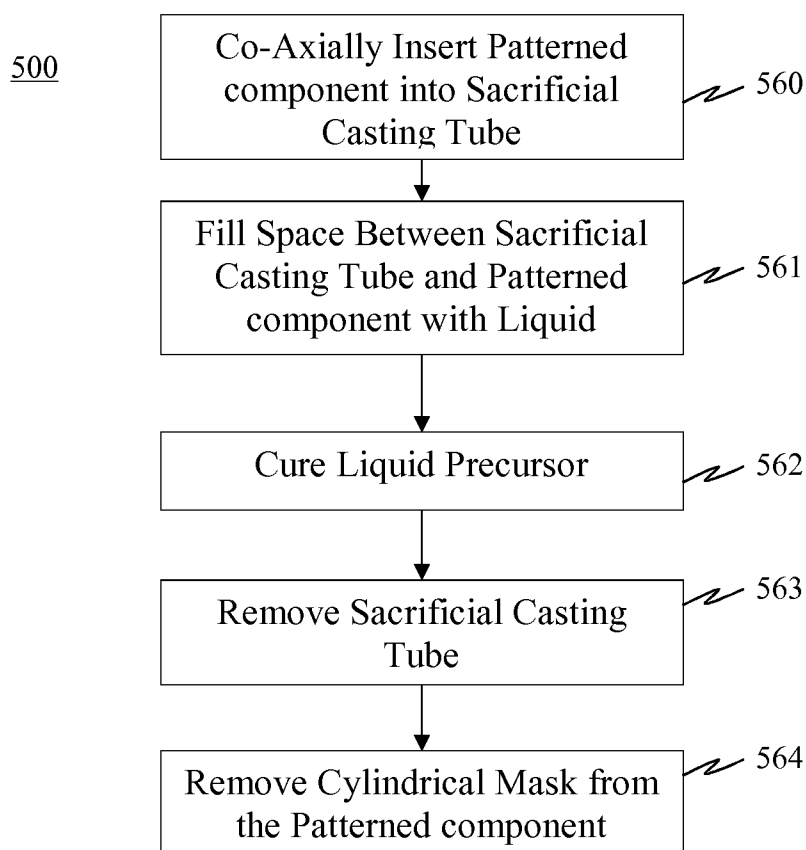 500
Co-Axially Insert Patterned
component into Sacrificial
Casting Tube
560
Fill Space Between Sacrificial
Casting Tube and Patterned
component with Liquid
561
Cure Liquid Precursor
562
Remove Sacrificial Casting
Tube
563
Remove Cylindrical Mask from
the Patterned component
564